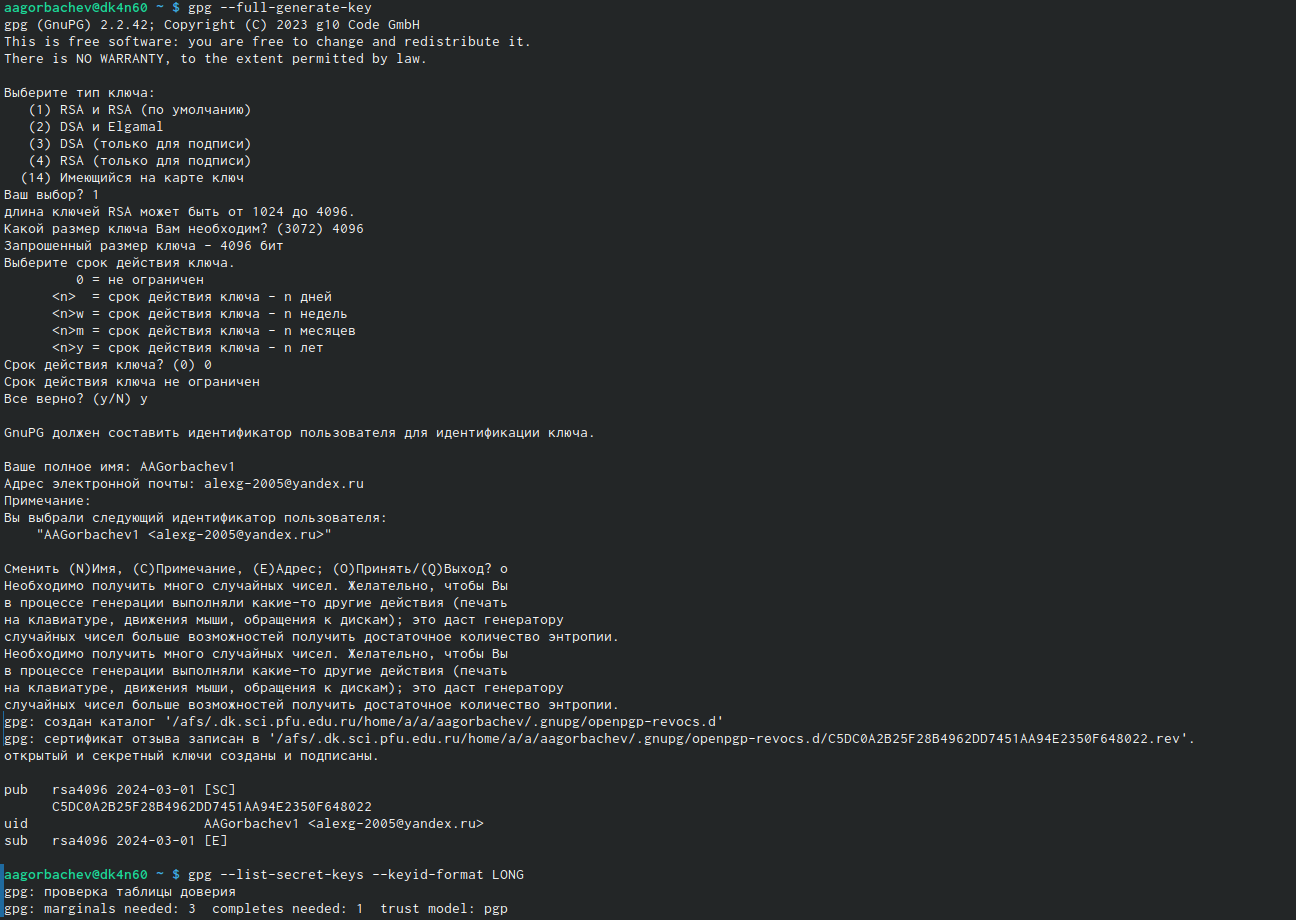 aagorbachev@dk4n60 ~ $ gpg --full-generate-key
gpg (GnuPG) 2.2.42; Copyright (C) 2023 g10 Code GmbH
This is free software: you are free to change and redistribute it.
There is NO WARRANTY, to the extent permitted by law.

Выберите тип ключа:
   (1) RSA и RSA (по умолчанию)
   (2) DSA и Elgamal
   (3) DSA (только для подписи)
   (4) RSA (только для подписи)
  (14) Имеющийся на карте ключ
Ваш выбор? 1
длина ключей RSA может быть от 1024 до 4096.
Какой размер ключа Вам необходим? (3072) 4096
Запрошенный размер ключа - 4096 бит
Выберите срок действия ключа.
         0 = не ограничен
      <n>  = срок действия ключа - n дней
      <n>w = срок действия ключа - n недель
      <n>m = срок действия ключа - n месяцев
      <n>y = срок действия ключа - n лет
Срок действия ключа? (0) 0
Срок действия ключа не ограничен
Все верно? (y/N) y

GnuPG должен составить идентификатор пользователя для идентификации ключа.

Ваше полное имя: AAGorbachev1
Адрес электронной почты: alexg-2005@yandex.ru
Примечание:
Вы выбрали следующий идентификатор пользователя:
    "AAGorbachev1 <alexg-2005@yandex.ru>"

Сменить (N)Имя, (C)Примечание, (E)Адрес; (O)Принять/(Q)Выход? o
Необходимо получить много случайных чисел. Желательно, чтобы Вы
в процессе генерации выполняли какие-то другие действия (печать
на клавиатуре, движения мыши, обращения к дискам); это даст генератору
случайных чисел больше возможностей получить достаточное количество энтропии.
Необходимо получить много случайных чисел. Желательно, чтобы Вы
в процессе генерации выполняли какие-то другие действия (печать
на клавиатуре, движения мыши, обращения к дискам); это даст генератору
случайных чисел больше возможностей получить достаточное количество энтропии.
gpg: создан каталог '/afs/.dk.sci.pfu.edu.ru/home/a/a/aagorbachev/.gnupg/openpgp-revocs.d'
gpg: сертификат отзыва записан в '/afs/.dk.sci.pfu.edu.ru/home/a/a/aagorbachev/.gnupg/openpgp-revocs.d/C5DC0A2B25F28B4962DD7451AA94E2350F648022.rev'.
открытый и секретный ключи созданы и подписаны.

pub   rsa4096 2024-03-01 [SC]
      C5DC0A2B25F28B4962DD7451AA94E2350F648022
uid                      AAGorbachev1 <alexg-2005@yandex.ru>
sub   rsa4096 2024-03-01 [E]

aagorbachev@dk4n60 ~ $ gpg --list-secret-keys --keyid-format LONG
gpg: проверка таблицы доверия
gpg: marginals needed: 3  completes needed: 1  trust model: pgp